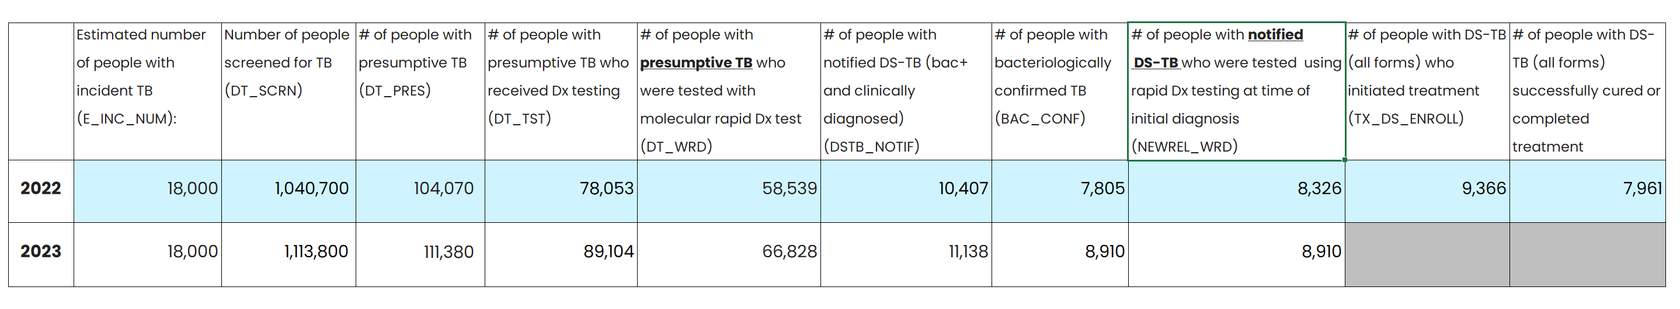 Estimated number
of people with
incident TB
(E_INC_NUM):
Number of people
screened for TB
(DT_SCRN)
# of people with
presumptive TB
(DT_PRES)
# of people with
presumptive TB who
received Dx testing
(DT_TST)
# of people with
presumptive TB who
were tested with
molecular rapid Dx test
(DT_WRD)
# of people with
notified DS-TB (bac+
and clinically
diagnosed)
(DSTB_NOTIF)
# of people with
bacteriologically
confirmed TB
(BAC_CONF)
# of people with notified
DS-TB who were tested using
rapid Dx testing at time of
initial diagnosis
(NEWREL_WRD)
# of people with DS-TB
(all forms) who
initiated treatment
(TX_DS_ENROLL)
# of people with DS-
TB (all forms)
successfully cured or
completed
treatment
2022 18,000 1,040,700 104,070 78,053 58,539 10,407 7,805 8,326 9,366 7,961
2023 18,000 1,113,800 111,380 89,104 66,828 11,138 8,910 8,910